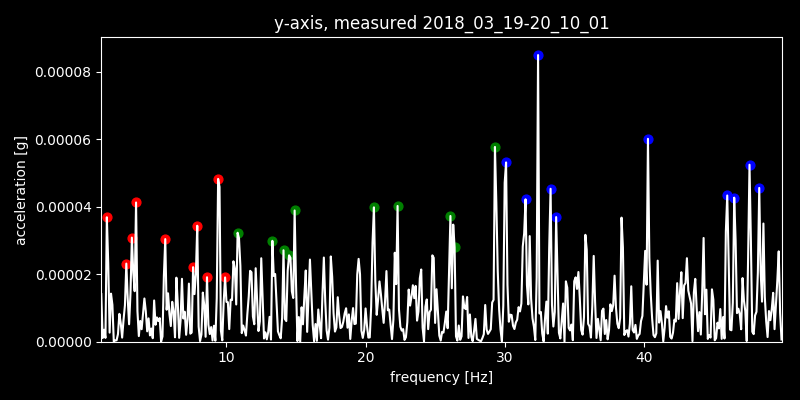 y-axis, measured 2018_03_19-20_10_01
0.00008
0.00006
0.00004
0.00002
0.00000
acceleration [g]
10 20 30 40
frequency [Hz]